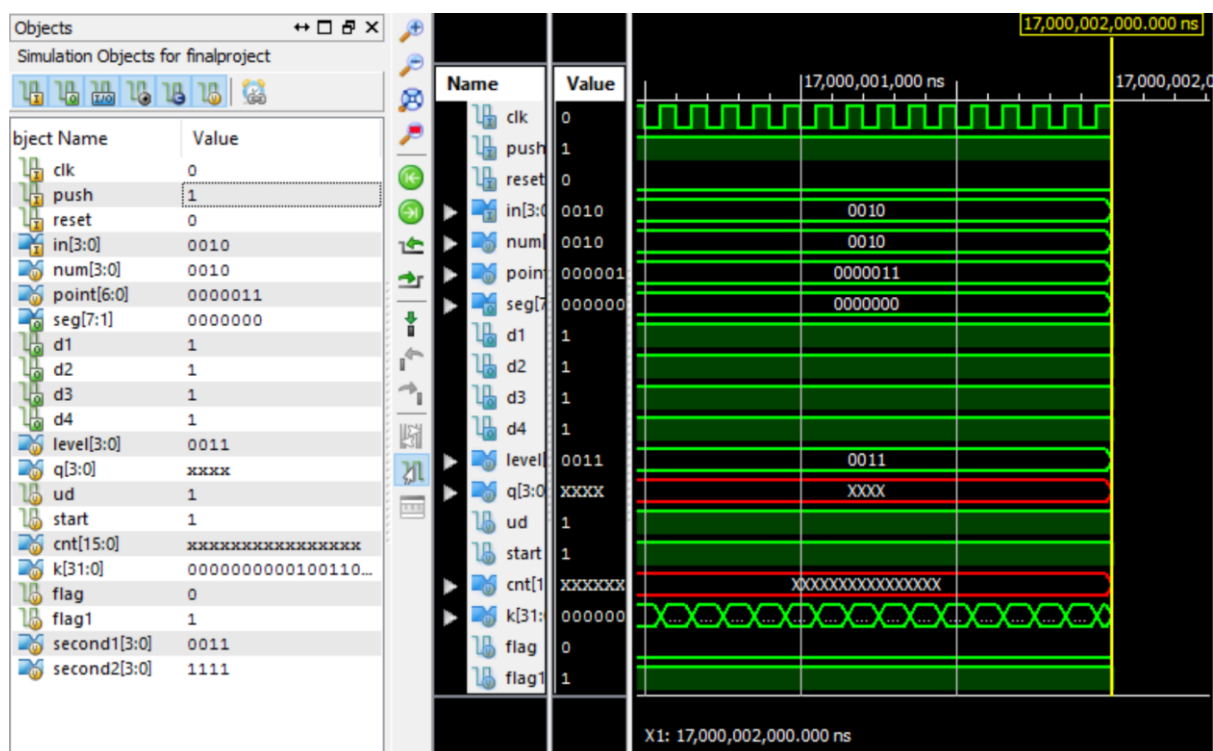 Objects
Simulation Objects for finalproject
bject Name Value
clk 0
push 1
reset 0
in[3:0] 0010
num[3:0] 0010
point[6:0] 0000011
seg[7:1] 0000000
d1 1
d2 1
d3 1
d4 1
level[3:0] 0011
q[3:0] xxxx
ud 1
start 1
cnt[15:0] xxxxxxxxxxxxxxxx
k[31:0] 0000000000100110...
flag 0
flag1 1
second1[3:0] 0011
second2[3:0] 1111
17,000,002,000.000 ns
Name Value
17,000,001,000 ns 17,000,002,0
clk 0
push 1
reset 0
in[3:0 0010 0010
num[ 0010 0010
point 000001 0000011
seg[7 000000 0000000
d1 1
d2 1
d3 1
d4 1
level[ 0011 0011
q[3:0 XXXX XXXX
ud 1
start 1
cnt[1 XXXXXX XXXXXXXXXXXXXXXX
k[31: 000000 ... ... ... ... ... ... ... ... ... ... ... ... ... ...
flag 0
flag1 1
X1: 17,000,002,000.000 ns